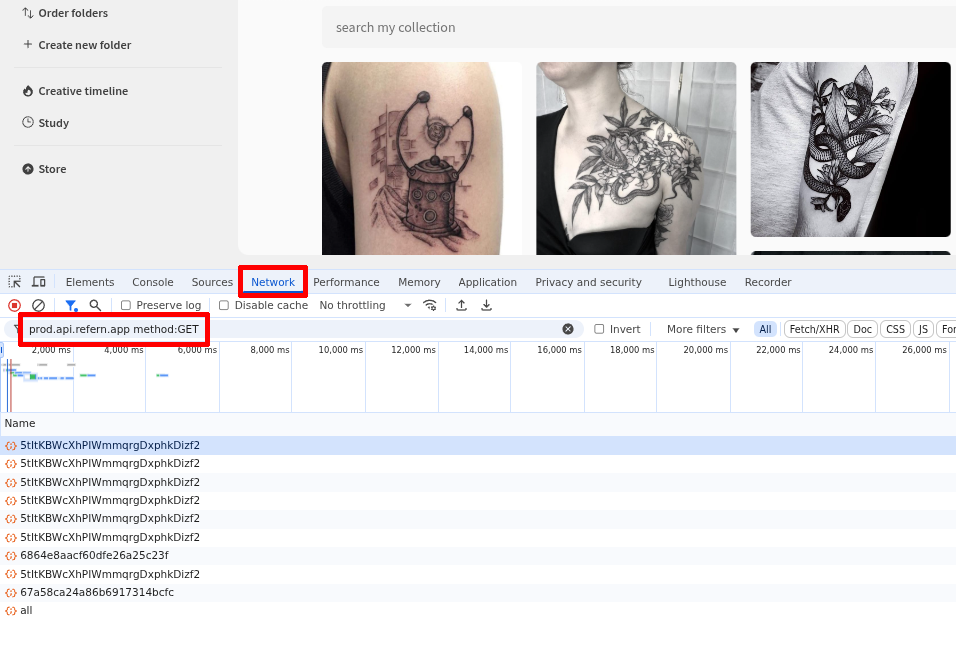 Order folders
Create new folder
Creative timeline
Study
Store
search my collection
Elements Console Sources Network Performance Memory Application Privacy and security Lighthouse Recorder
Preserve log Disable cache No throttling
prod.api.refern.app method:GET Invert More filters All Fetch/XHR Doc CSS JS For
2,000 ms 4,000 ms 6,000 ms 8,000 ms 10,000 ms 12,000 ms 14,000 ms 16,000 ms 18,000 ms 20,000 ms 22,000 ms 24,000 ms 26,000 ms
Name
5tItKBWcXhPIWmmqrgDxphkDizf2
5tItKBWcXhPIWmmqrgDxphkDizf2
5tItKBWcXhPIWmmqrgDxphkDizf2
5tItKBWcXhPIWmmqrgDxphkDizf2
5tItKBWcXhPIWmmqrgDxphkDizf2
5tItKBWcXhPIWmmqrgDxphkDizf2
6864e8aacf60dfe26a25c23f
5tItKBWcXhPIWmmqrgDxphkDizf2
67a58ca24a86b6917314bcfc
all